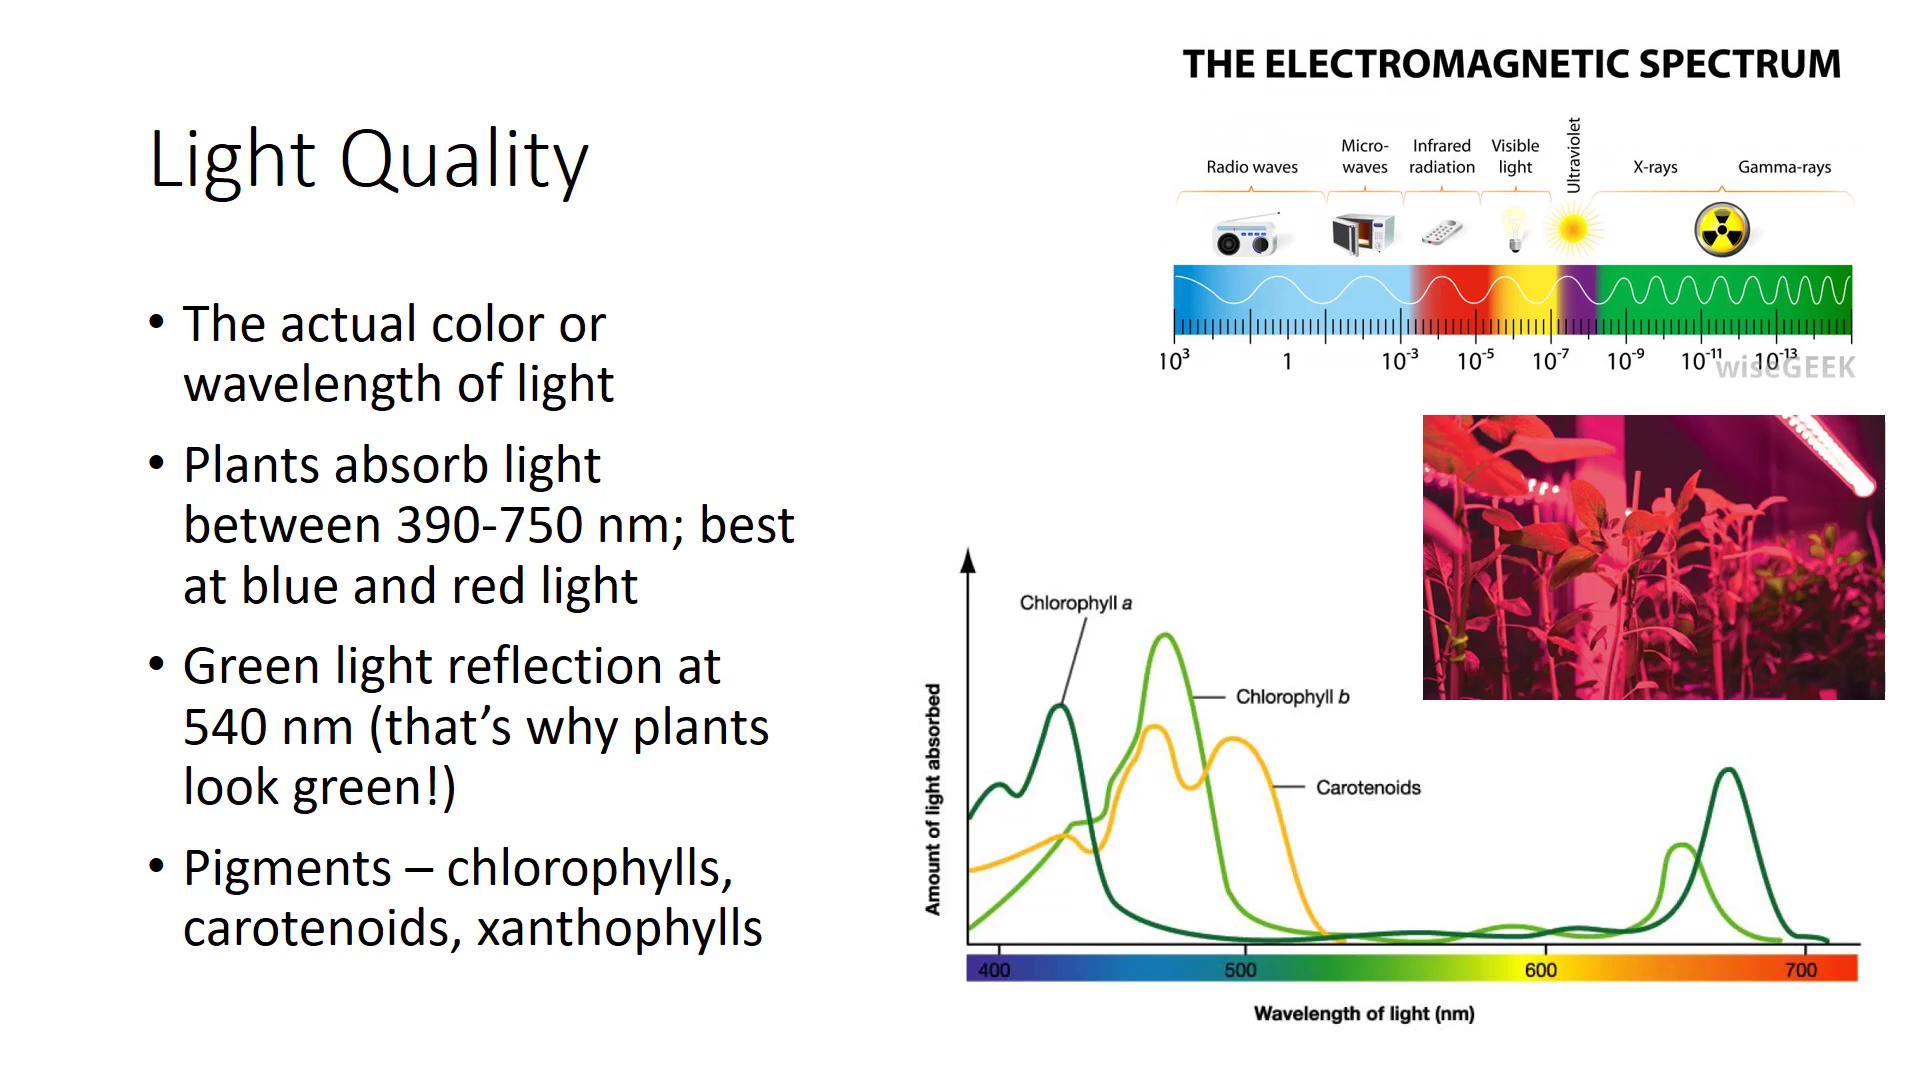 Light Quality
• The actual color or
wavelength of light
• Plants absorb light
between 390-750 nm; best
at blue and red light
• Green light reflection at
540 nm (that’s why plants
look green!)
• Pigments – chlorophylls,
carotenoids, xanthophylls
THE ELECTROMAGNETIC SPECTRUM
Radio waves
Micro-
waves
Infrared
radiation
Visible
light
Ultraviolet
X-rays
Gamma-rays
10³ 1 10⁻³ 10⁻⁵ 10⁻⁷ 10⁻⁹ 10⁻¹¹ 10⁻¹³
wiseGEEK
Chlorophyll a
Chlorophyll b
Carotenoids
Amount of light absorbed
400 500 600 700
Wavelength of light (nm)